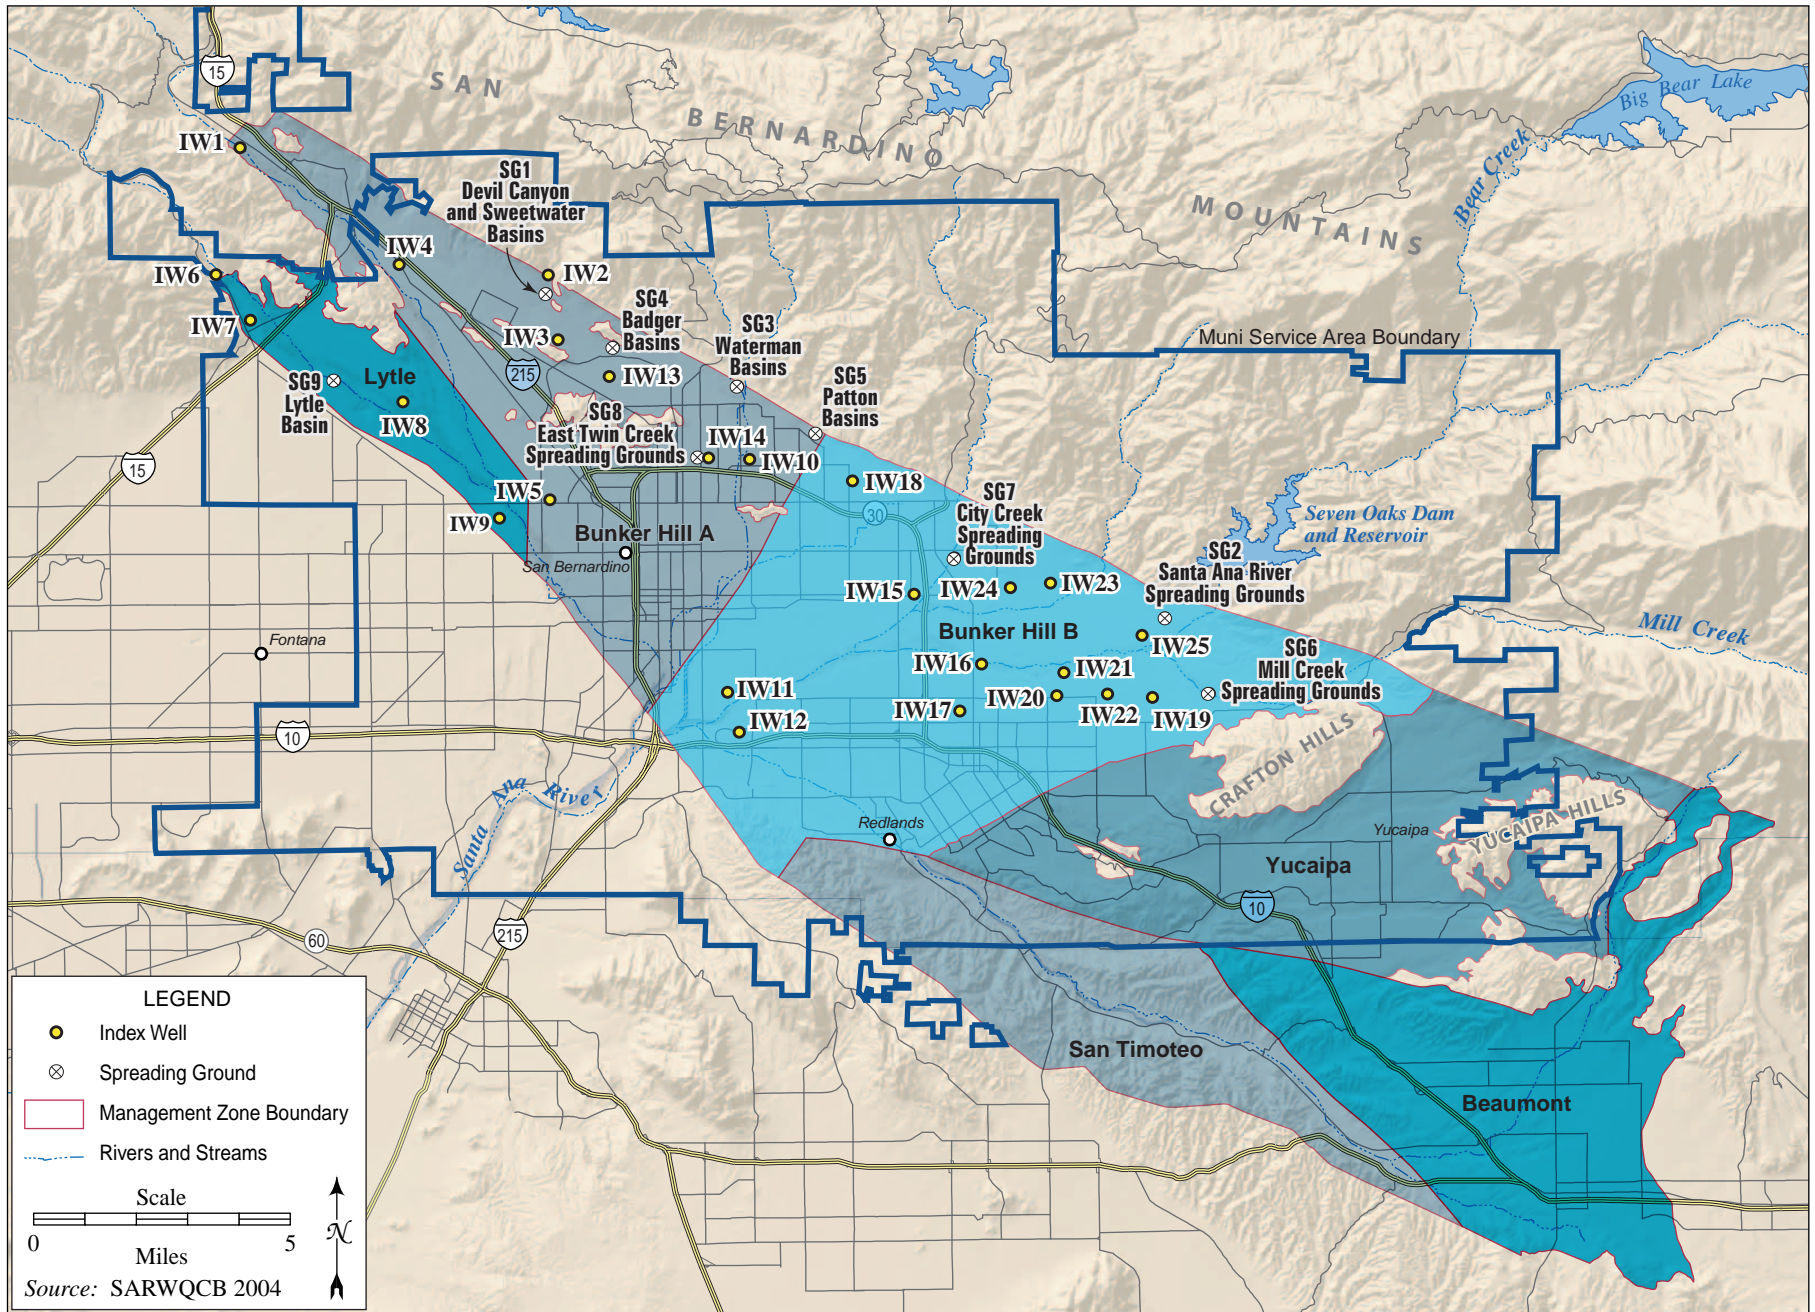 15
SAN
BERNARDINO
MOUNTAINS
Big Bear Lake
Bear Creek
IW1
SG1
Devil Canyon
and Sweetwater
Basins
IW4
IW2
IW6
IW7
SG4
Badger
Basins
IW3
SG3
Waterman
Basins
Muni Service Area Boundary
215
IW13
SG5
Patton
Basins
SG9
Lytle
Basin
Lytle
IW8
SG8
East Twin Creek
Spreading Grounds
IW14
IW10
15
IW18
IW5
IW9
30
SG7
City Creek
Spreading
Grounds
Seven Oaks Dam
and Reservoir
Bunker Hill A
San Bernardino
SG2
Santa Ana River
Spreading Grounds
IW15
IW24
IW23
Fontana
Bunker Hill B
IW25
Mill Creek
SG6
Mill Creek
Spreading Grounds
IW16
IW21
IW11
IW20
IW22
IW19
IW17
IW12
10
CRAFTON HILLS
Santa Ana River
Redlands
Yucaipa
YUCAIPA HILLS
Yucaipa
10
60
215
San Timoteo
Beaumont
LEGEND
Index Well
Spreading Ground
Management Zone Boundary
Rivers and Streams
Scale
0 5
Miles
N
Source: SARWQCB 2004